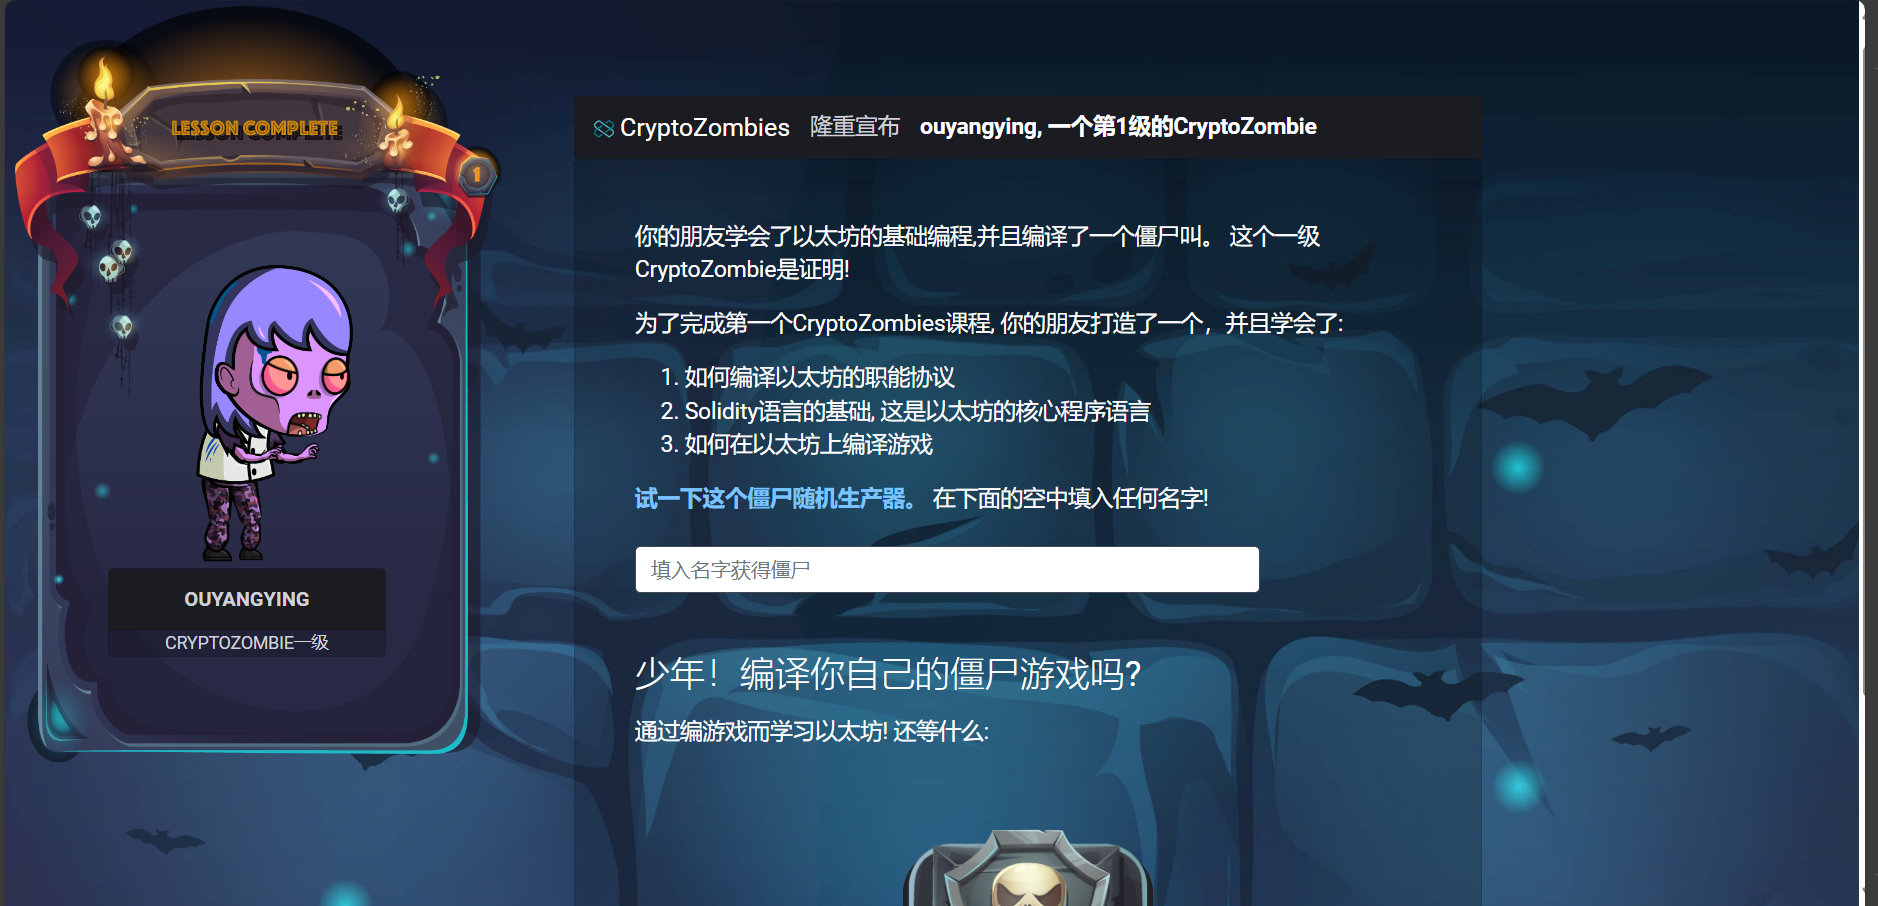 LESSON COMPLETE
1
OUYANGYING
CRYPTOZOMBIE一级
CryptoZombies 隆重宣布 ouyangying, 一个第1级的CryptoZombie
你的朋友学会了以太坊的基础编程,并且编译了一个僵尸叫。 这个一级
CryptoZombie是证明!
为了完成第一个CryptoZombies课程, 你的朋友打造了一个，并且学会了:
1. 如何编译以太坊的职能协议
2. Solidity语言的基础, 这是以太坊的核心程序语言
3. 如何在以太坊上编译游戏
试一下这个僵尸随机生产器。 在下面的空中填入任何名字!
填入名字获得僵尸
少年！编译你自己的僵尸游戏吗?
通过编游戏而学习以太坊! 还等什么: